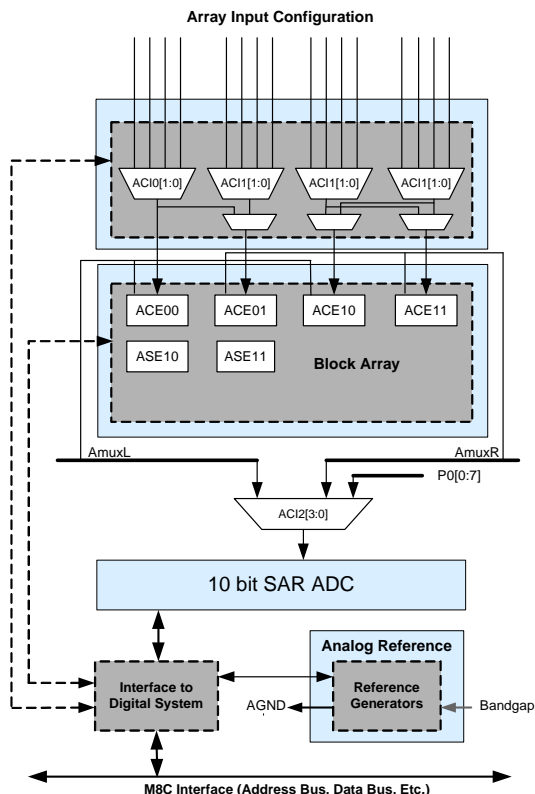 Array Input Configuration
ACI0[1:0] ACI1[1:0] ACI1[1:0] ACI1[1:0]
ACE00 ACE01 ACE10 ACE11
ASE10 ASE11
Block Array
AmuxL AmuxR
P0[0:7]
ACI2[3:0]
10 bit SAR ADC
Analog Reference
Interface to
Digital System
AGND
Reference
Generators
Bandgap
M8C Interface (Address Bus, Data Bus, Etc.)